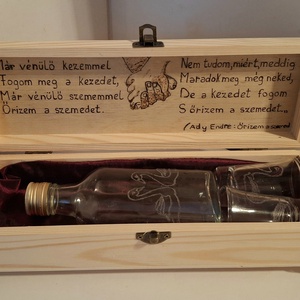 Már vénülő kezemmel
Fogom meg a kezedet,
Már vénülő szememmel
Őrizem a szemedet.
Nem tudom, miért, meddig
Maradok meg még neked,
De a kezedet fogom
S őrizem a szemedet...
(Ady Endre: Őrizem a szemed